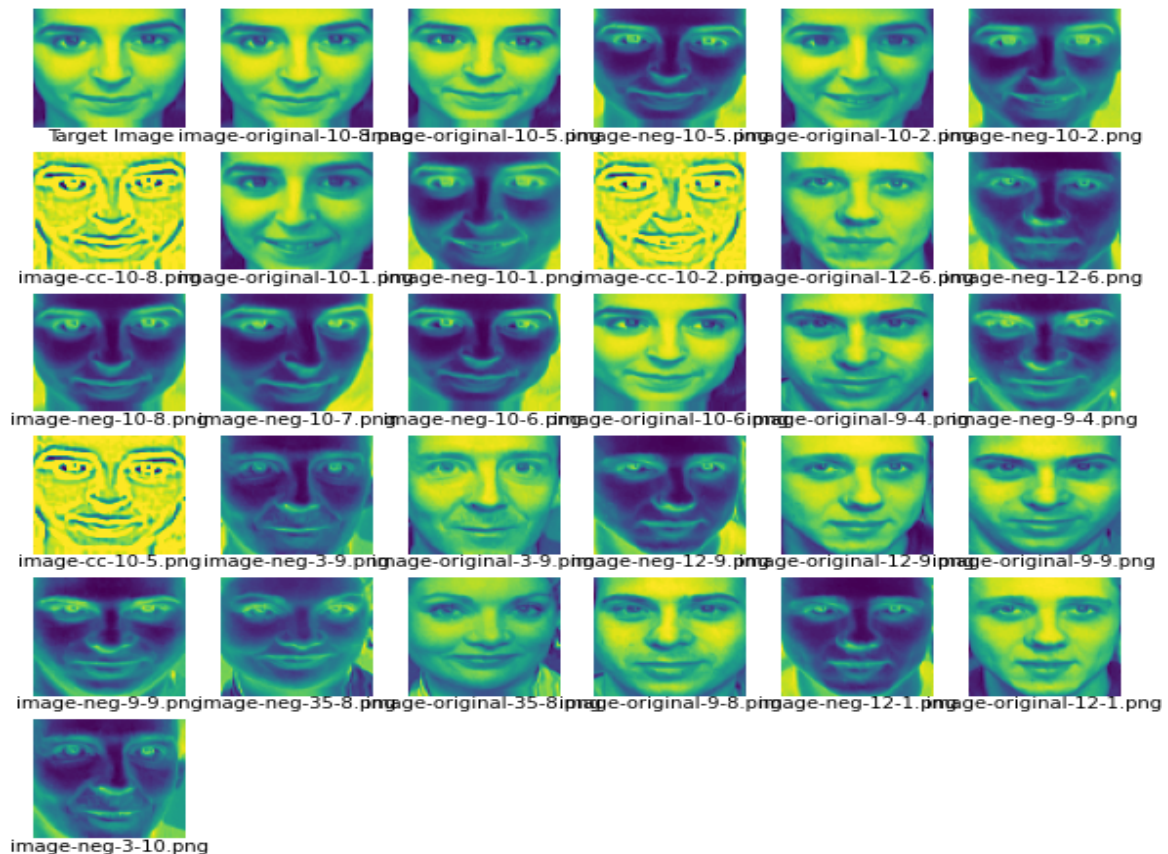 Target Image image-original-10-8.png image-original-10-5.png image-neg-10-5.png image-original-10-2.png image-neg-10-2.png
image-cc-10-8.png image-original-10-1.png image-neg-10-1.png image-cc-10-2.png image-original-12-6.png image-neg-12-6.png
image-neg-10-8.png image-neg-10-7.png image-neg-10-6.png image-original-10-6.png image-original-9-4.png image-neg-9-4.png
image-cc-10-5.png image-neg-3-9.png image-original-3-9.png image-neg-12-9.png image-original-12-9.png image-original-9-9.png
image-neg-9-9.png image-neg-35-8.png image-original-35-8.png image-original-9-8.png image-neg-12-1.png image-original-12-1.png
image-neg-3-10.png